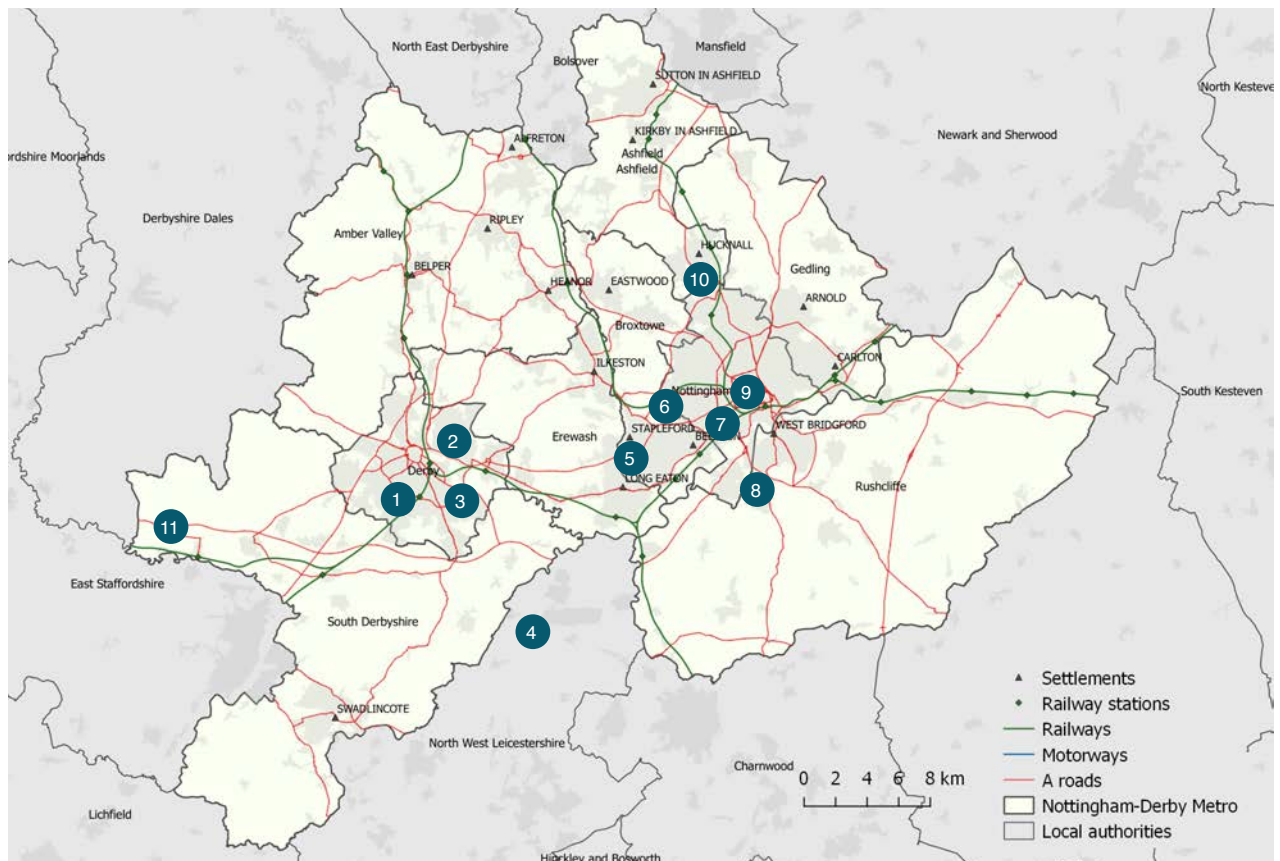 North East Derbyshire
Mansfield
Bolsover
SUTTON IN ASHFIELD
North Kesteve
Newark and Sherwood
KIRKBY IN ASHFIELD
ALFRETON
Ashfield
Ashfield
ordshire Moorlands
Derbyshire Dales
Amber Valley
RIPLEY
HUCKNALL
Gedling
BELPER
10
HEANOR
EASTWOOD
ARNOLD
Broxtowe
ILKESTON
CARLTON
South Kesteven
Nottingham
9
6
7
2
Erewash
STAPLEFORD
WEST BRIDGFORD
5
Derby
LONG EATON
8
Rushcliffe
1
3
11
East Staffordshire
South Derbyshire
4
SWADLINCOTE
North West Leicestershire
Charnwood
Lichfield
Hinckley and Bosworth
Settlements
Railway stations
Railways
Motorways
A roads
Nottingham-Derby Metro
Local authorities
0 2 4 6 8 km